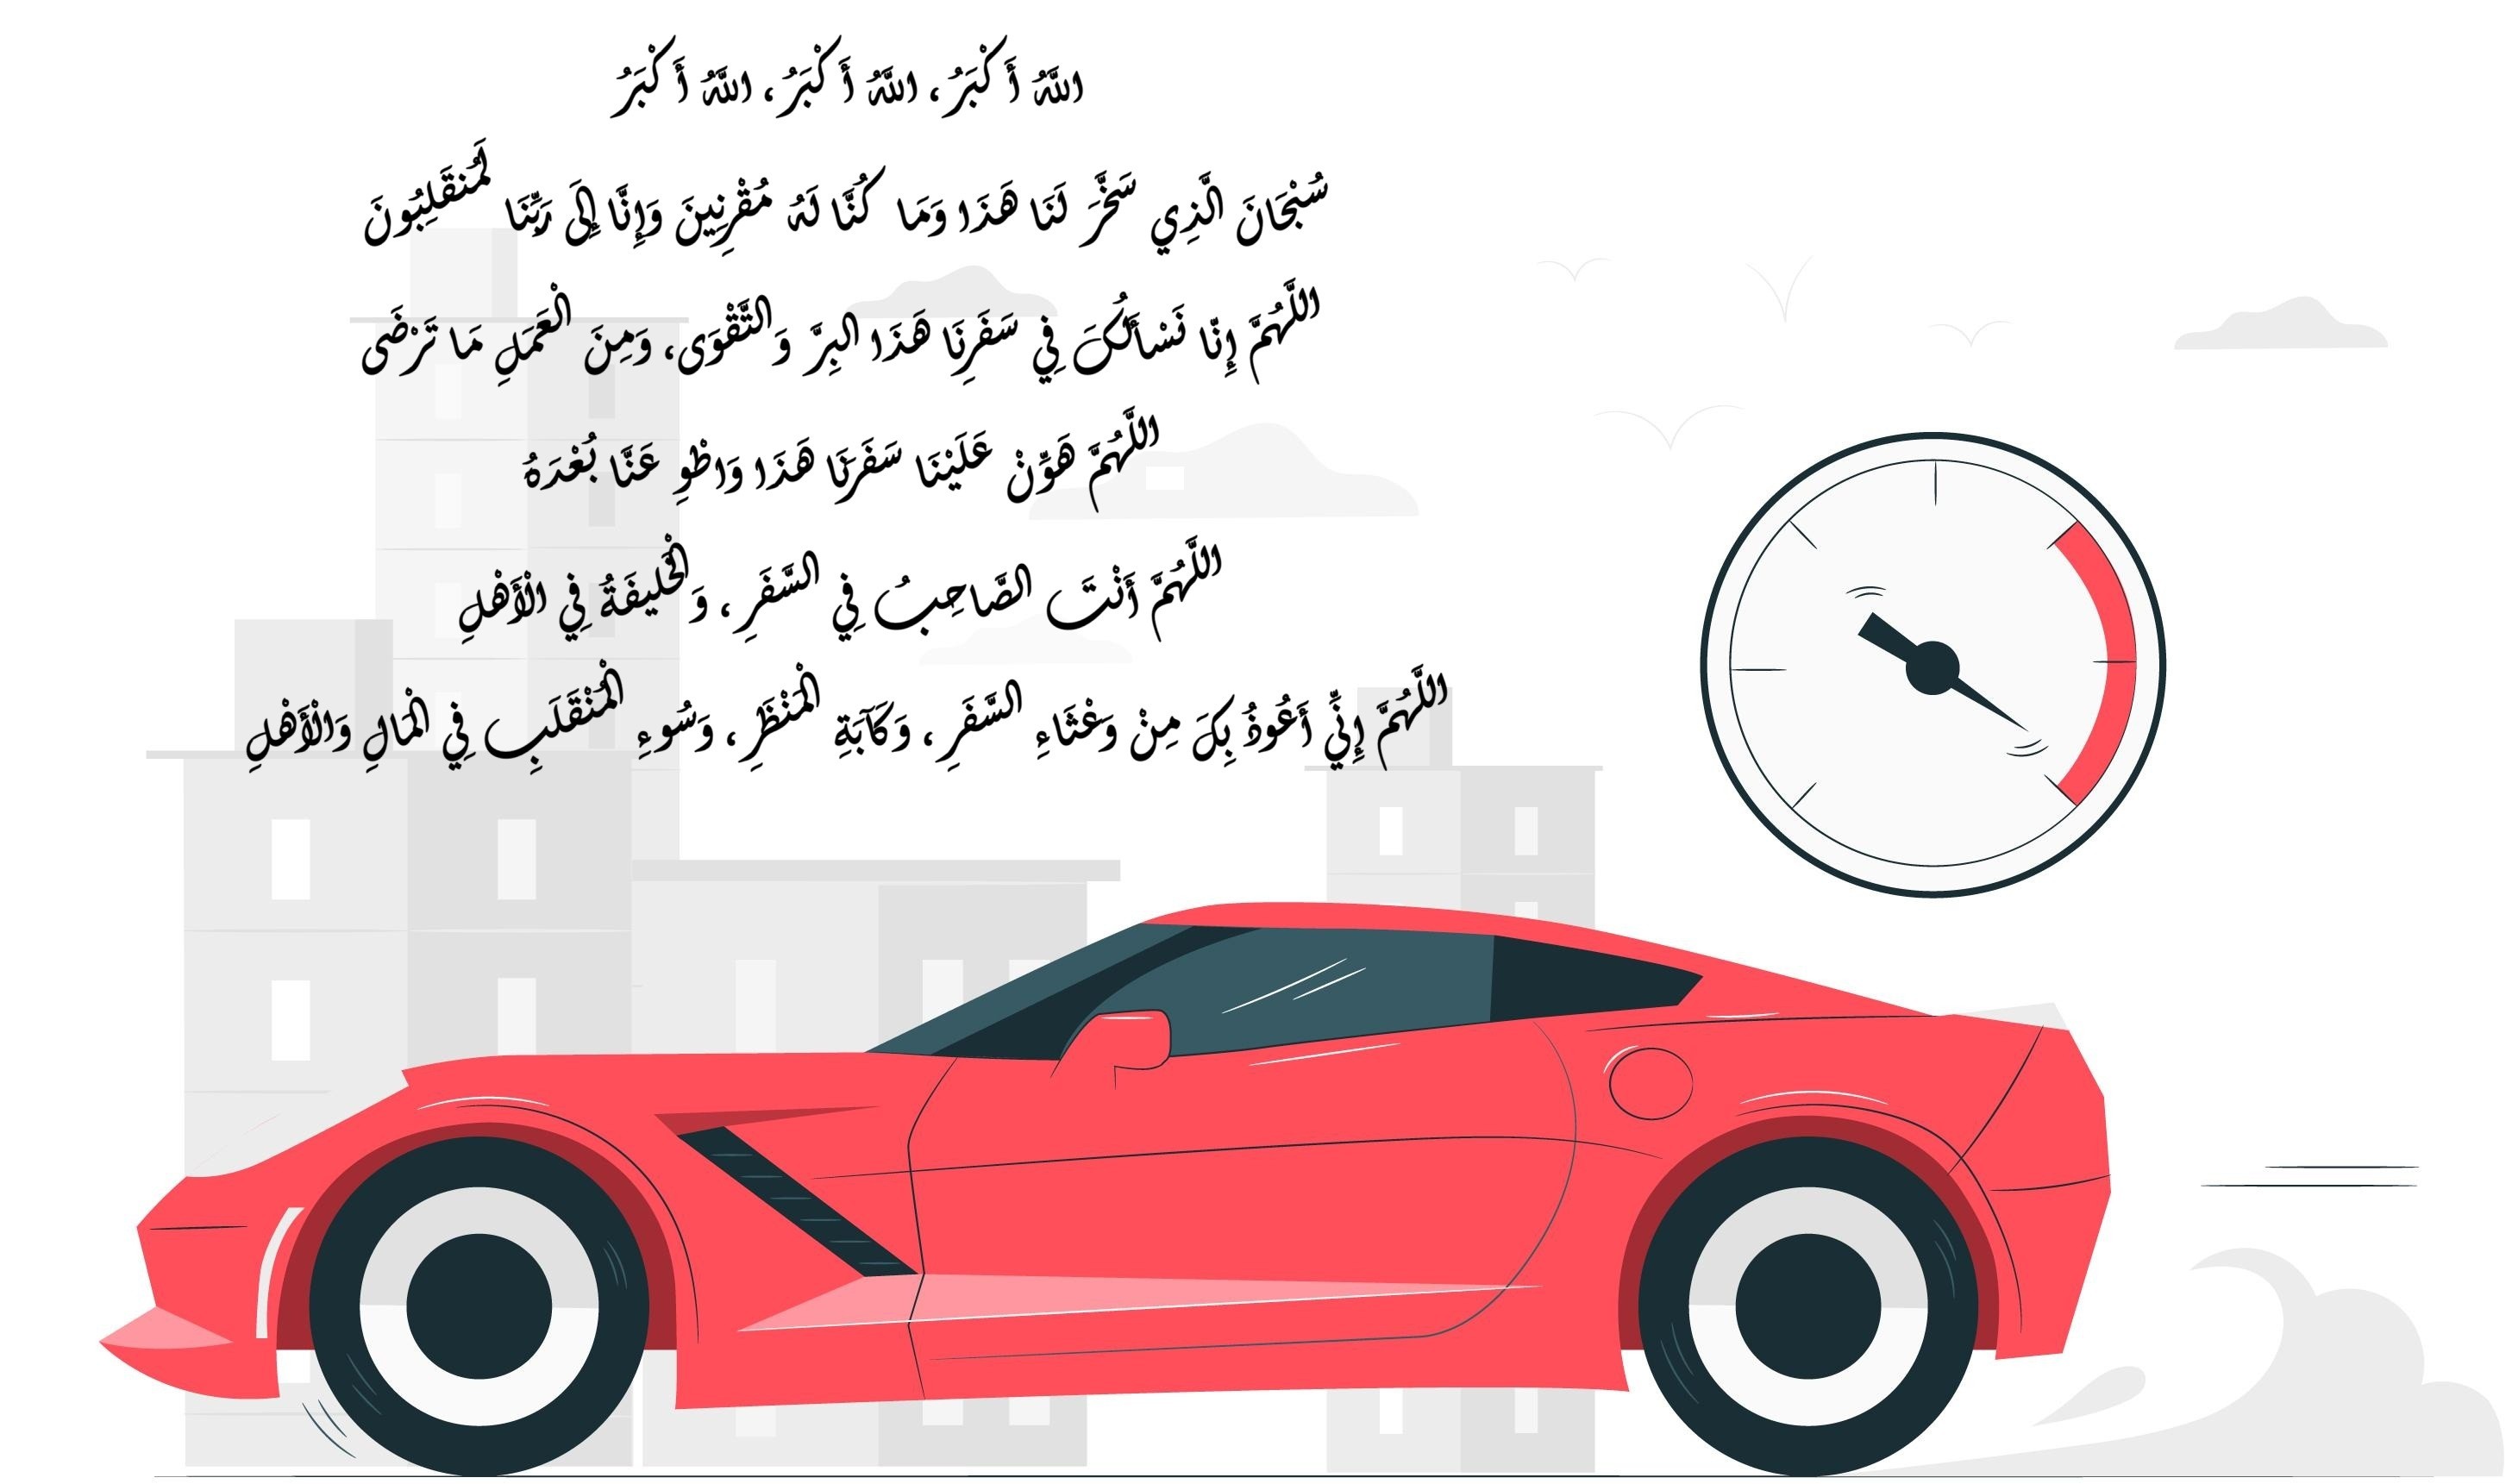 اللَّهُ أَكْبَرُ، اللَّهُ أَكْبَرُ، اللَّهُ أَكْبَرُ
سُبْحَانَ الَّذِي سَخَّرَ لَنَا هَذَا وَمَا كُنَّا لَهُ مُقْرِنِينَ وَإِنَّا إِلَى رَبِّنَا لَمُنقَلِبُونَ
اللَّهُمَّ إِنَّا نَسْأَلُكَ فِي سَفَرِنَا هَذَا البِرَّ وَالتَّقْوَى، وَمِنَ الْعَمَلِ مَا تَرْضَى
اللَّهُمَّ هَوِّنْ عَلَيْنَا سَفَرَنَا هَذَا وَاطْوِ عَنَّا بُعْدَهُ
اللَّهُمَّ أَنْتَ الصَّاحِبُ فِي السَّفَرِ، وَالْخَلِيفَةُ فِي الْأَهْلِ
اللَّهُمَّ إِنِّي أَعُوذُ بِكَ مِنْ وَعْثَاءِ السَّفَرِ، وَكَآبَةِ الْمَنْظَرِ، وَسُوءِ الْمُنْقَلَبِ فِي الْمَالِ وَالْأَهْلِ